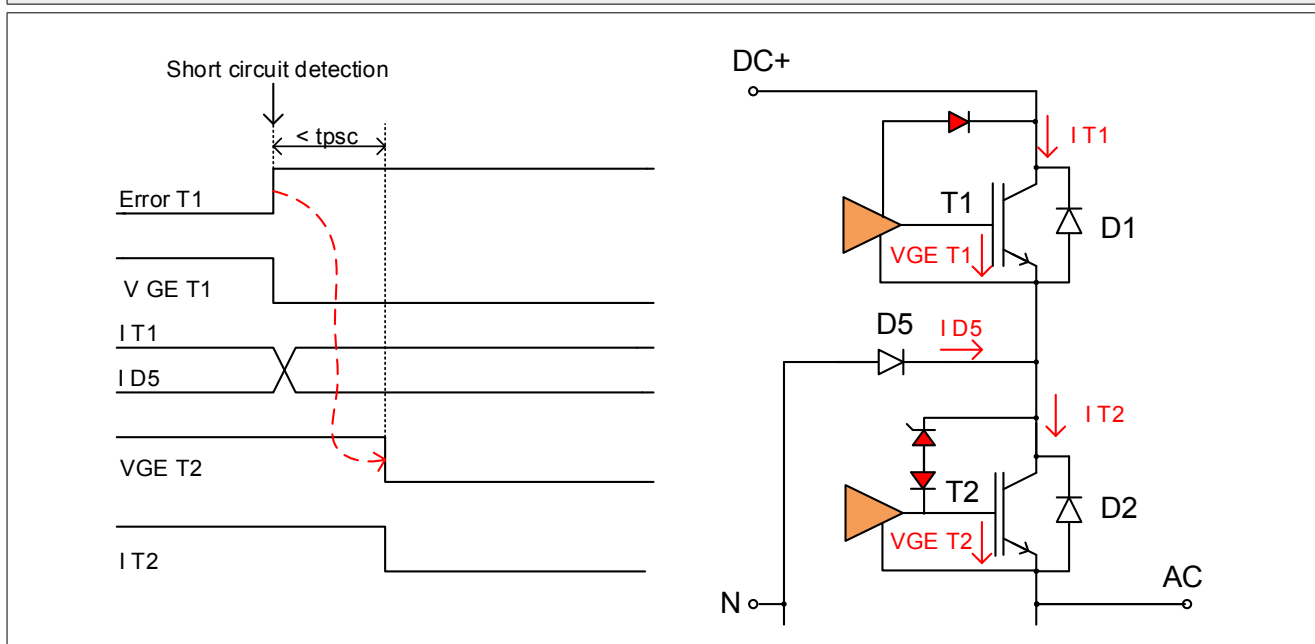 Short circuit detection
< tpsc
Error T1
V GE T1
I T1
I D5
VGE T2
I T2
DC+
I T1
T1
D1
VGE T1
D5
I D5
I T2
T2
D2
VGE T2
AC
N